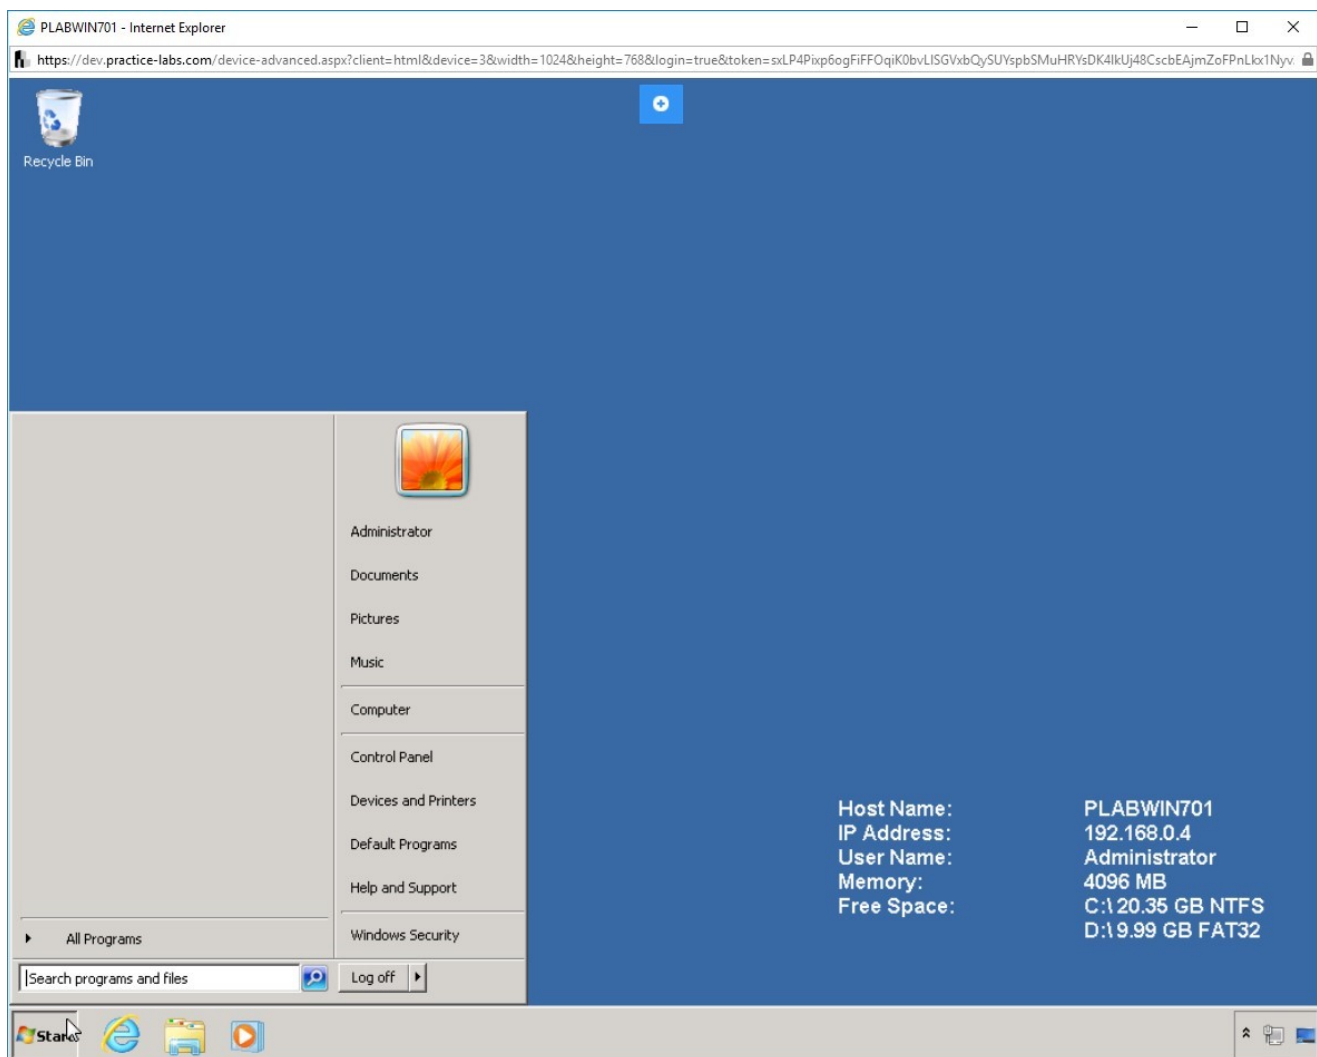 PLABWIN701 - Internet Explorer
https://dev.practice-labs.com/device-advanced.aspx?client=html&device=3&width=1024&height=768&login=true&token=sxLP4Pixp6ogFiFFOqiK0bvLISGVxbQySUYspbSMuHRYsDK4lkUj48CscbEAjmZoFPnLkx1Nyv.
Recycle Bin
Administrator
Documents
Pictures
Music
Computer
Control Panel
Devices and Printers
Default Programs
Help and Support
Windows Security
All Programs
Search programs and files
Log off
Host Name: PLABWIN701
IP Address: 192.168.0.4
User Name: Administrator
Memory: 4096 MB
Free Space: C:\ 20.35 GB NTFS
D:\ 9.99 GB FAT32
Start